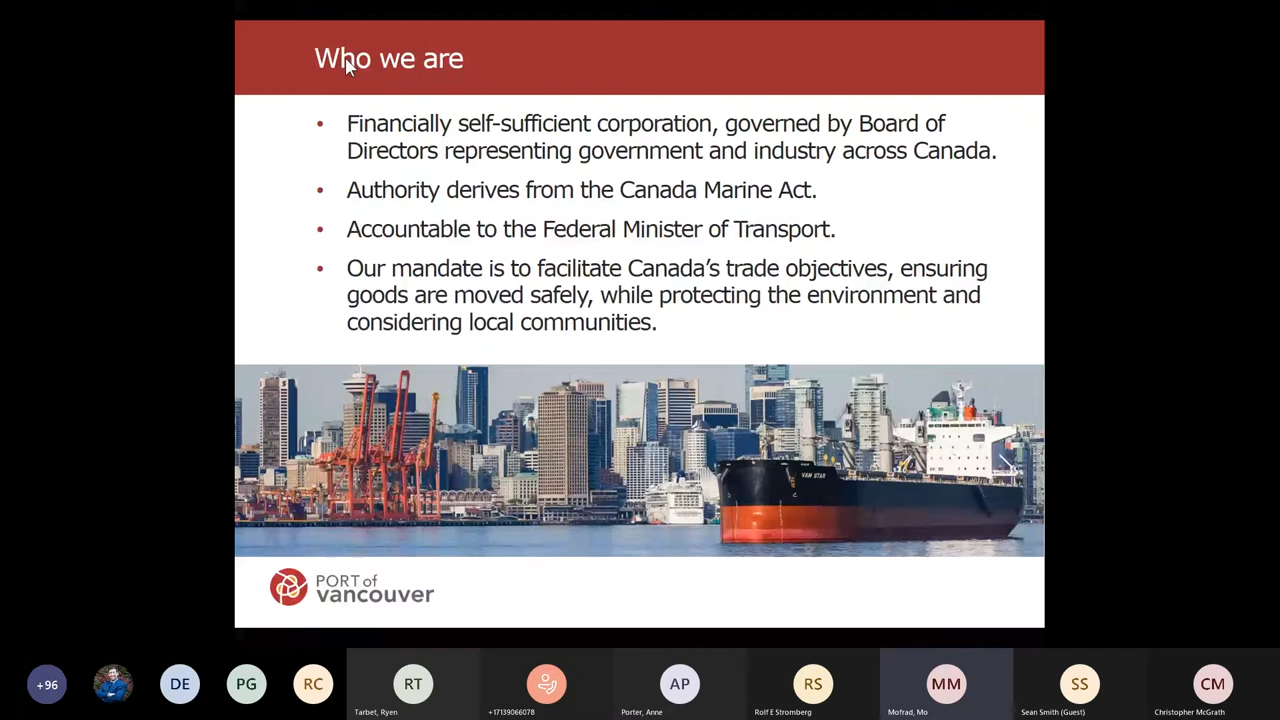 Who we are
• Financially self-sufficient corporation, governed by Board of
Directors representing government and industry across Canada.
• Authority derives from the Canada Marine Act.
• Accountable to the Federal Minister of Transport.
• Our mandate is to facilitate Canada’s trade objectives, ensuring
goods are moved safely, while protecting the environment and
considering local communities.
VAN STAR
PORT of
vancouver
+96
DE
PG
RC
RT
AP
RS
MM
SS
CM
Tarbet, Ryen
+17139066078
Porter, Anne
Rolf E Stromberg
Mofrad, Mo
Sean Smith (Guest)
Christopher McGrath